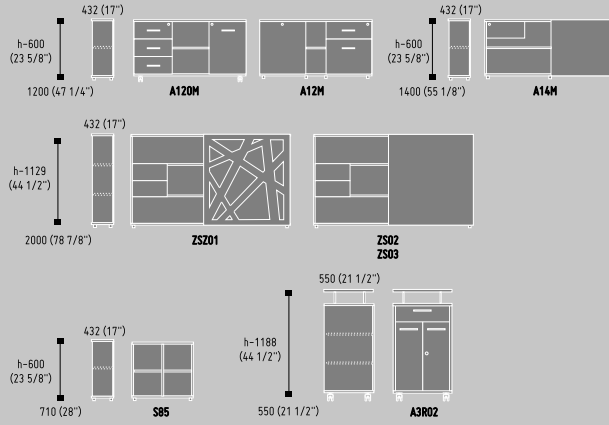 432 (17")
h-600
(23 5/8")
1200 (47 1/4")
A120M
A12M
432 (17")
h-600
(23 5/8")
1400 (55 1/8")
A14M
432 (17")
h-1129
(44 1/2")
2000 (78 7/8")
ZSZ01
ZS02
ZS03
432 (17")
h-600
(23 5/8")
710 (28")
S85
550 (21 1/2")
h-1188
(44 1/2")
550 (21 1/2")
A3R02